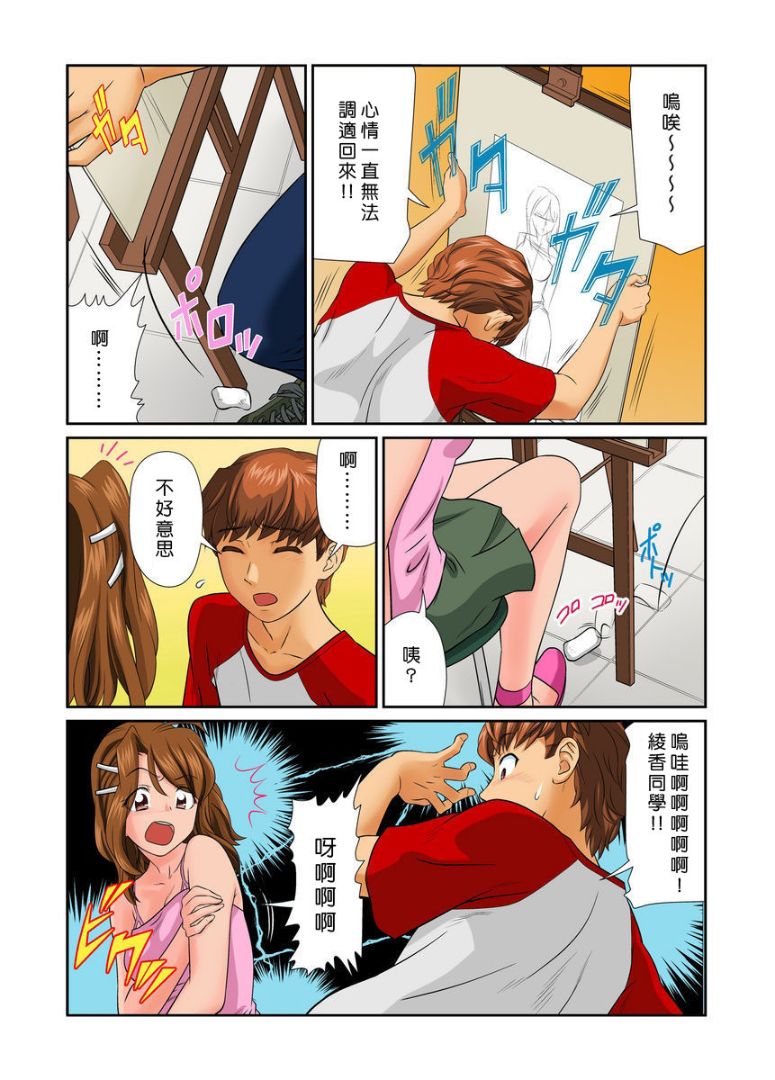 嗚唉～～～～
心情一直無法
調適回來!!
ガタ
ガタ
ガタ
ポロッ
啊………
ポトッ
コロ コロッ
咦?
啊………
不好意思
嗚哇啊啊啊啊啊!
綾香同學!!
呀啊啊啊
ビクッ